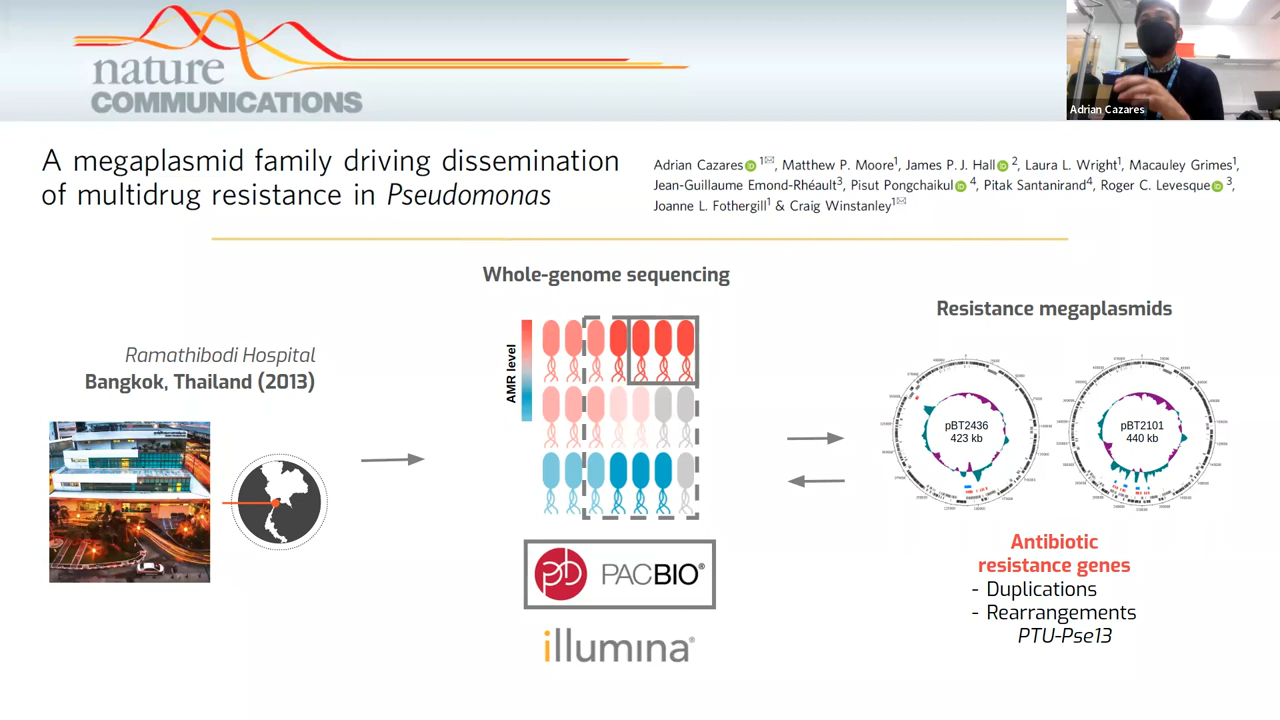 nature
COMMUNICATIONS
Adrian Cazares
A megaplasmid family driving dissemination
of multidrug resistance in Pseudomonas
Adrian Cazares 1✉, Matthew P. Moore1, James P. J. Hall 2, Laura L. Wright1, Macauley Grimes1,
Jean-Guillaume Emond-Rhéault3, Pisut Pongchaikul 4, Pitak Santanirand4, Roger C. Levesque 3,
Joanne L. Fothergill1 & Craig Winstanley1✉
Whole-genome sequencing
Resistance megaplasmids
Ramathibodi Hospital
Bangkok, Thailand (2013)
AMR level
pBT2436
423 kb
pBT2101
440 kb
Antibiotic
resistance genes
- Duplications
- Rearrangements
PTU-Pse13
PACBIO®
illumina®